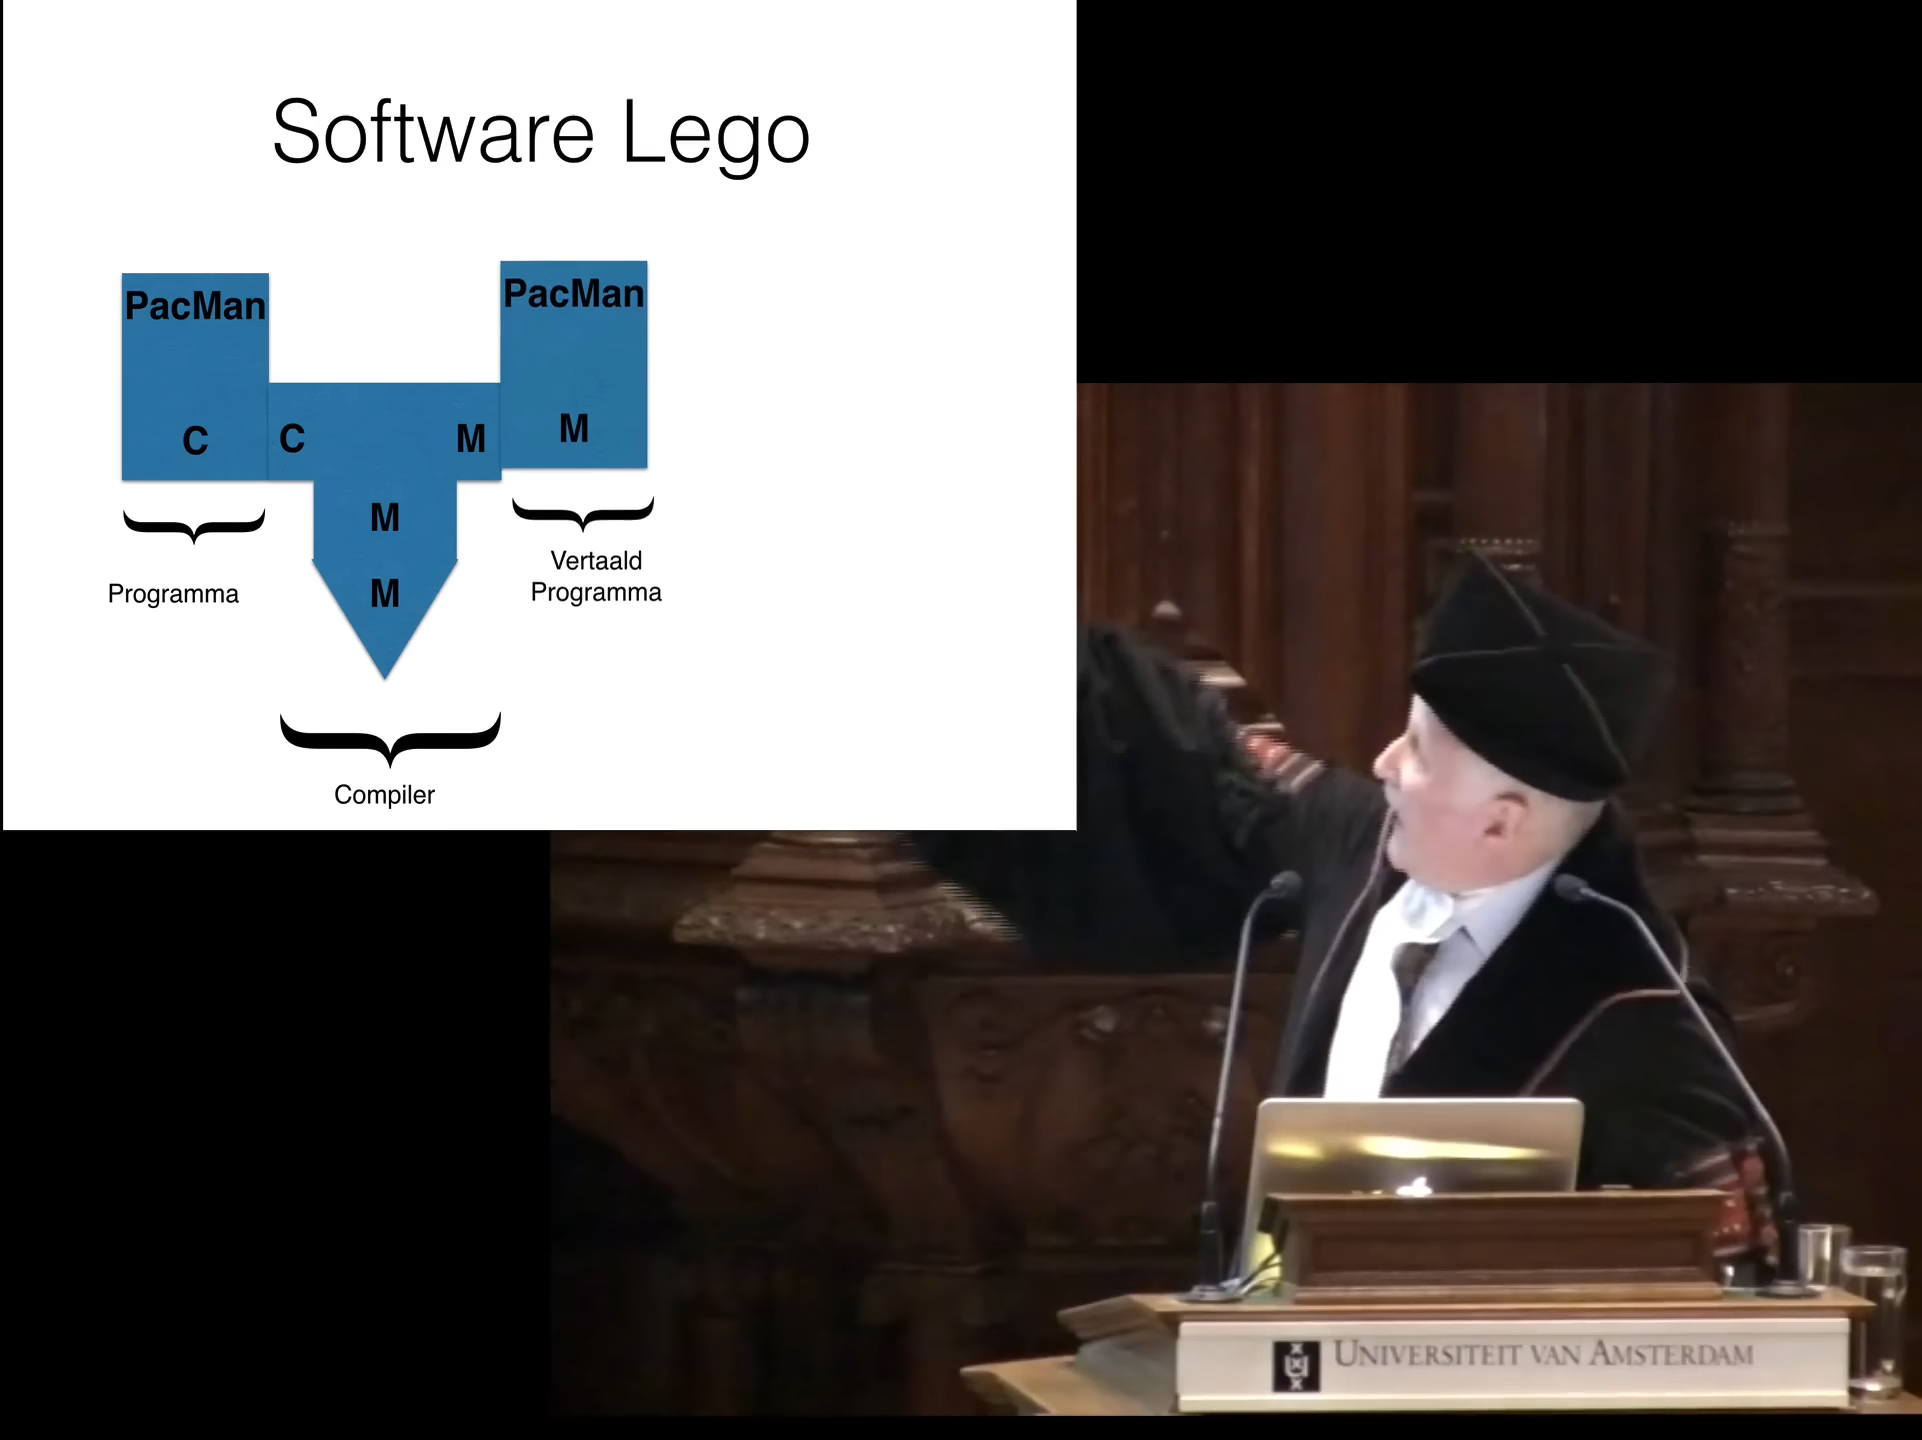 Software Lego
PacMan
PacMan
C
C
M
M
M
M
Programma
Vertaald
Programma
Compiler
UNIVERSITEIT VAN AMSTERDAM